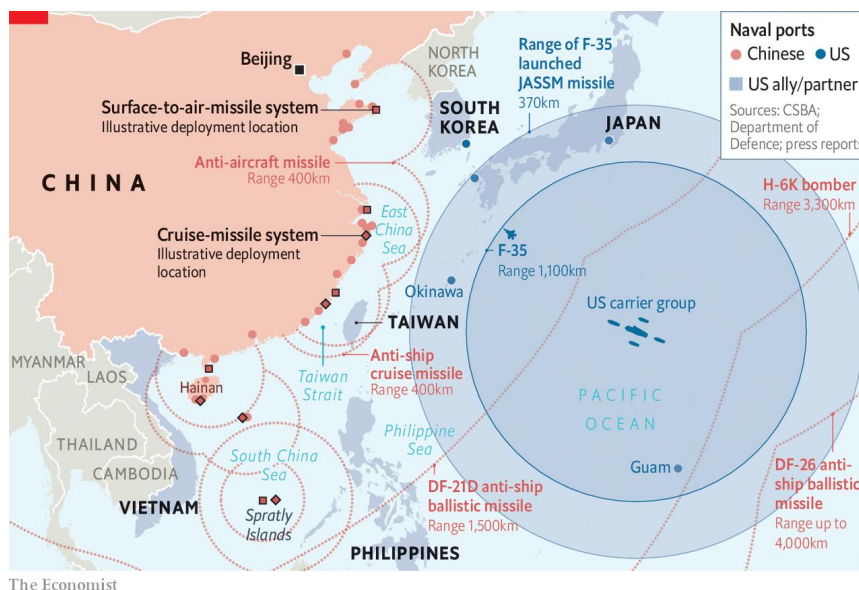 Beijing
NORTH
KOREA
Range of F-35
launched
JASSM missile
370km
Naval ports
Chinese
US
US ally/partner
Sources: CSBA;
Department of
Defence; press reports
Surface-to-air-missile system
Illustrative deployment location
SOUTH
KOREA
JAPAN
Anti-aircraft missile
Range 400km
CHINA
H-6K bomber
Range 3,300km
East
China
Sea
Cruise-missile system
Illustrative deployment
location
F-35
Range 1,100km
Okinawa
US carrier group
TAIWAN
MYANMAR
LAOS
Hainan
Taiwan
Strait
Anti-ship
cruise missile
Range 400km
PACIFIC
OCEAN
THAILAND
CAMBODIA
VIETNAM
South China
Sea
Philippine
Sea
Spratly
Islands
DF-21D anti-ship
ballistic missile
Range 1,500km
Guam
DF-26 anti-
ship ballistic
missile
Range up to
4,000km
PHILIPPINES
The Economist